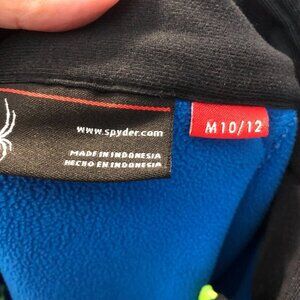 www.spyder.com
M10/12
MADE IN INDONESIA
HECHO EN INDONESIA